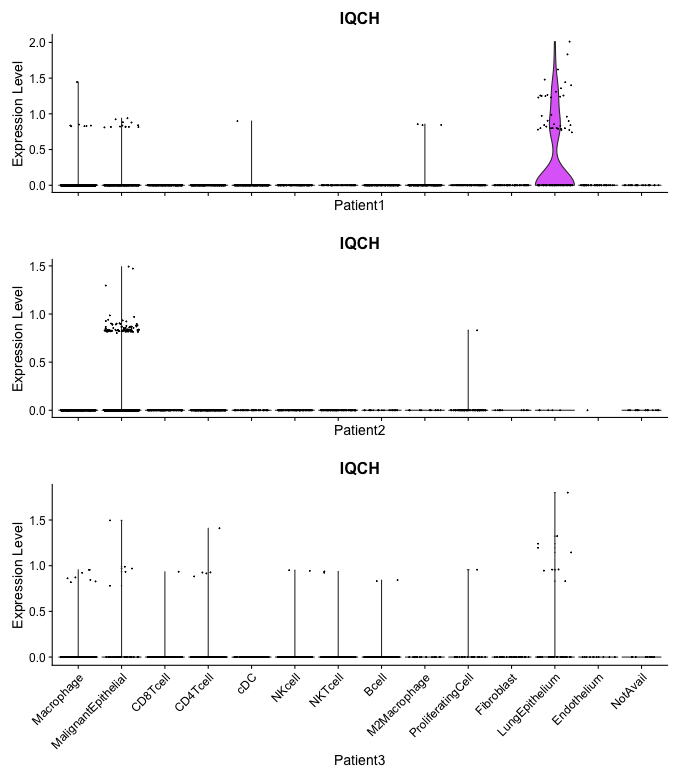 IQCH
Expression Level
2.0
1.5
1.0
0.5
0.0
Patient1
IQCH
Expression Level
1.5
1.0
0.5
0.0
Patient2
IQCH
Expression Level
1.5
1.0
0.5
0.0
Macrophage
MalignantEpithelial
CD8Tcell
CD4Tcell
cDC
NKcell
NKTcell
Bcell
M2Macrophage
ProliferatingCell
Fibroblast
LungEpithelium
Endothelium
NotAvail
Patient3